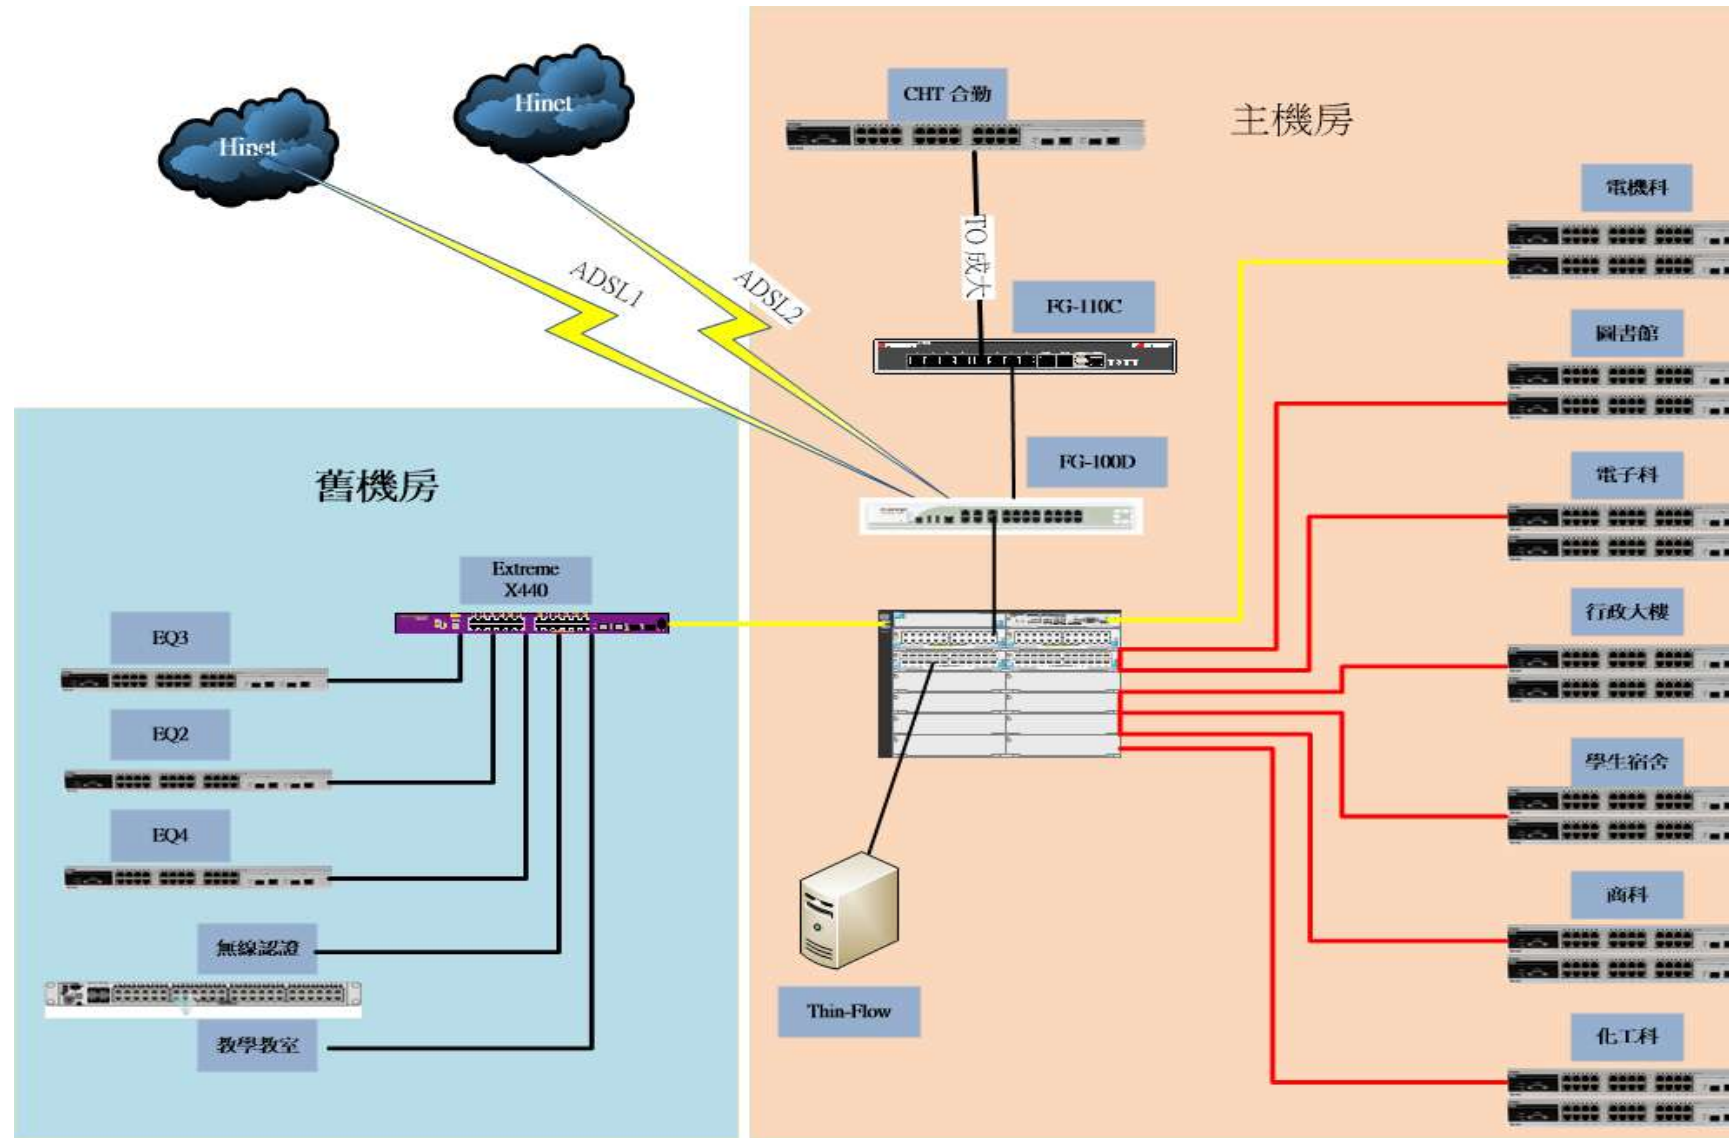 Hinet
Hinet
CHT 合勤
主機房
電機科
TO 成大
ADSL1
ADSL2
FG-110C
圖書館
FG-100D
電子科
舊機房
Extreme
X440
EQ3
行政大樓
EQ2
學生宿舍
EQ4
商科
無線認證
Thin-Flow
教學教室
化工科